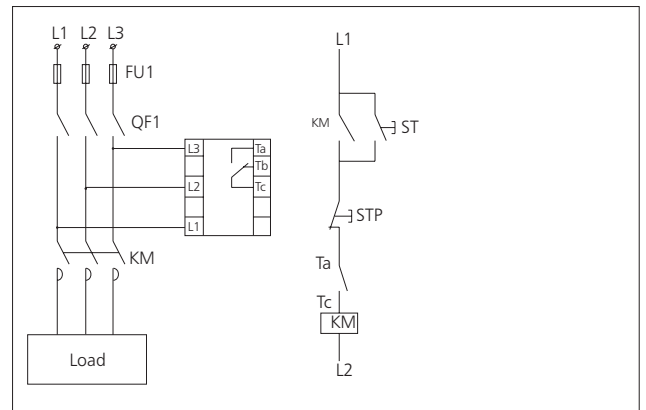 L1 L2 L3
FU1
QF1
L3 Ta
Tb
L2 Tc
L1
KM
Load
L1
KM ST
STP
Ta
Tc
KM
L2